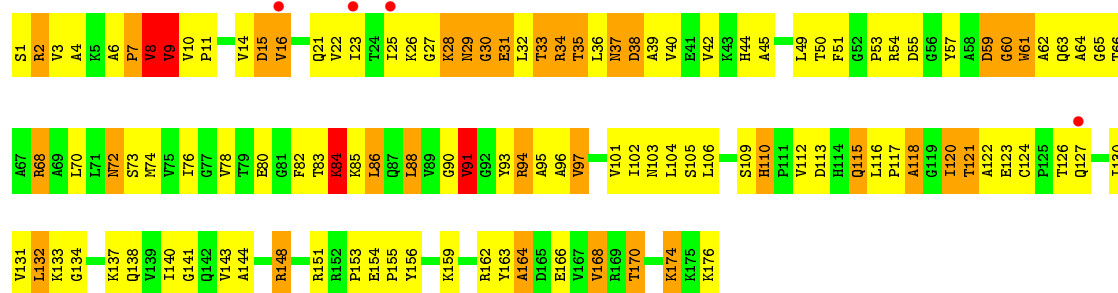 S1 R2 V3 A4 K5 A6 P7 V8 V9 V10 P11 V14 D15 V16 Q21 V22 I23 T24 I25 K26 G27 K28 N29 G30 E31 L32 T33 R34 T35 L36 N37 D38 A39 V40 E41 V42 K43 H44 A45 L49 T50 F51 G52 P53 R54 D55 G56 Y57 A58 D59 G60 W61 A62 Q63 A64 G65 T66
A67 R68 A69 L70 L71 N72 S73 M74 V75 I76 G77 V78 T79 E80 G81 F82 T83 K84 K85 L86 Q87 L88 V89 G90 V91 G92 Y93 R94 A95 A96 V97 V101 I102 N103 L104 S105 L106 S109 H110 P111 V112 D113 H114 Q115 L116 P117 A118 G119 I120 T121 A122 E123 C124 P125 T126 Q127 I130
V131 L132 K133 G134 K137 Q138 V139 I140 G141 Q142 V143 A144 R148 R151 R152 P153 E154 P155 Y156 K159 R162 Y163 A164 D165 E166 V167 V168 R169 T170 K174 K175 K176